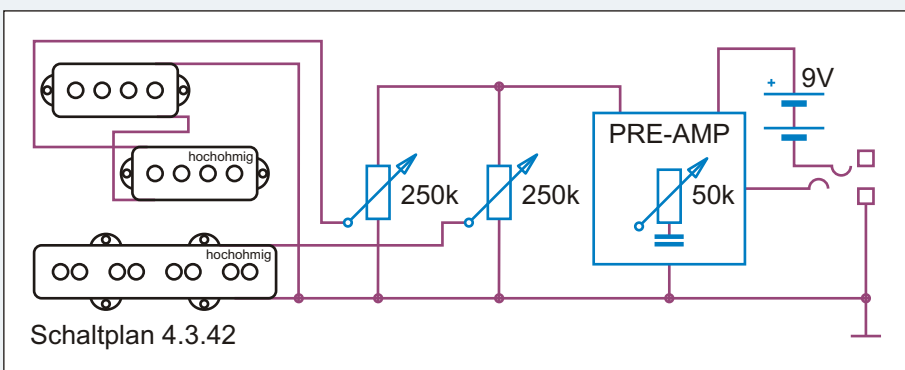 hochohmig
hochohmig
250k
250k
PRE-AMP
50k
+
9V
Schaltplan 4.3.42